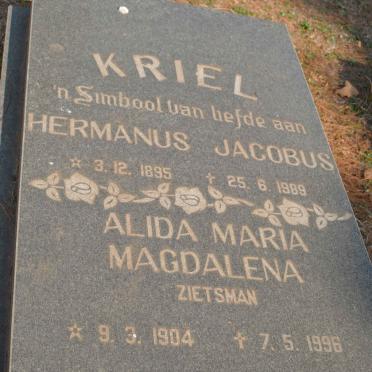 KRIEL
'n Simbool van liefde aan
HERMANUS JACOBUS
☆ 3.12.1895 ✝ 25.6.1989
ALIDA MARIA
MAGDALENA
ZIETSMAN
☆ 9.3.1904 ✝ 7.5.1996